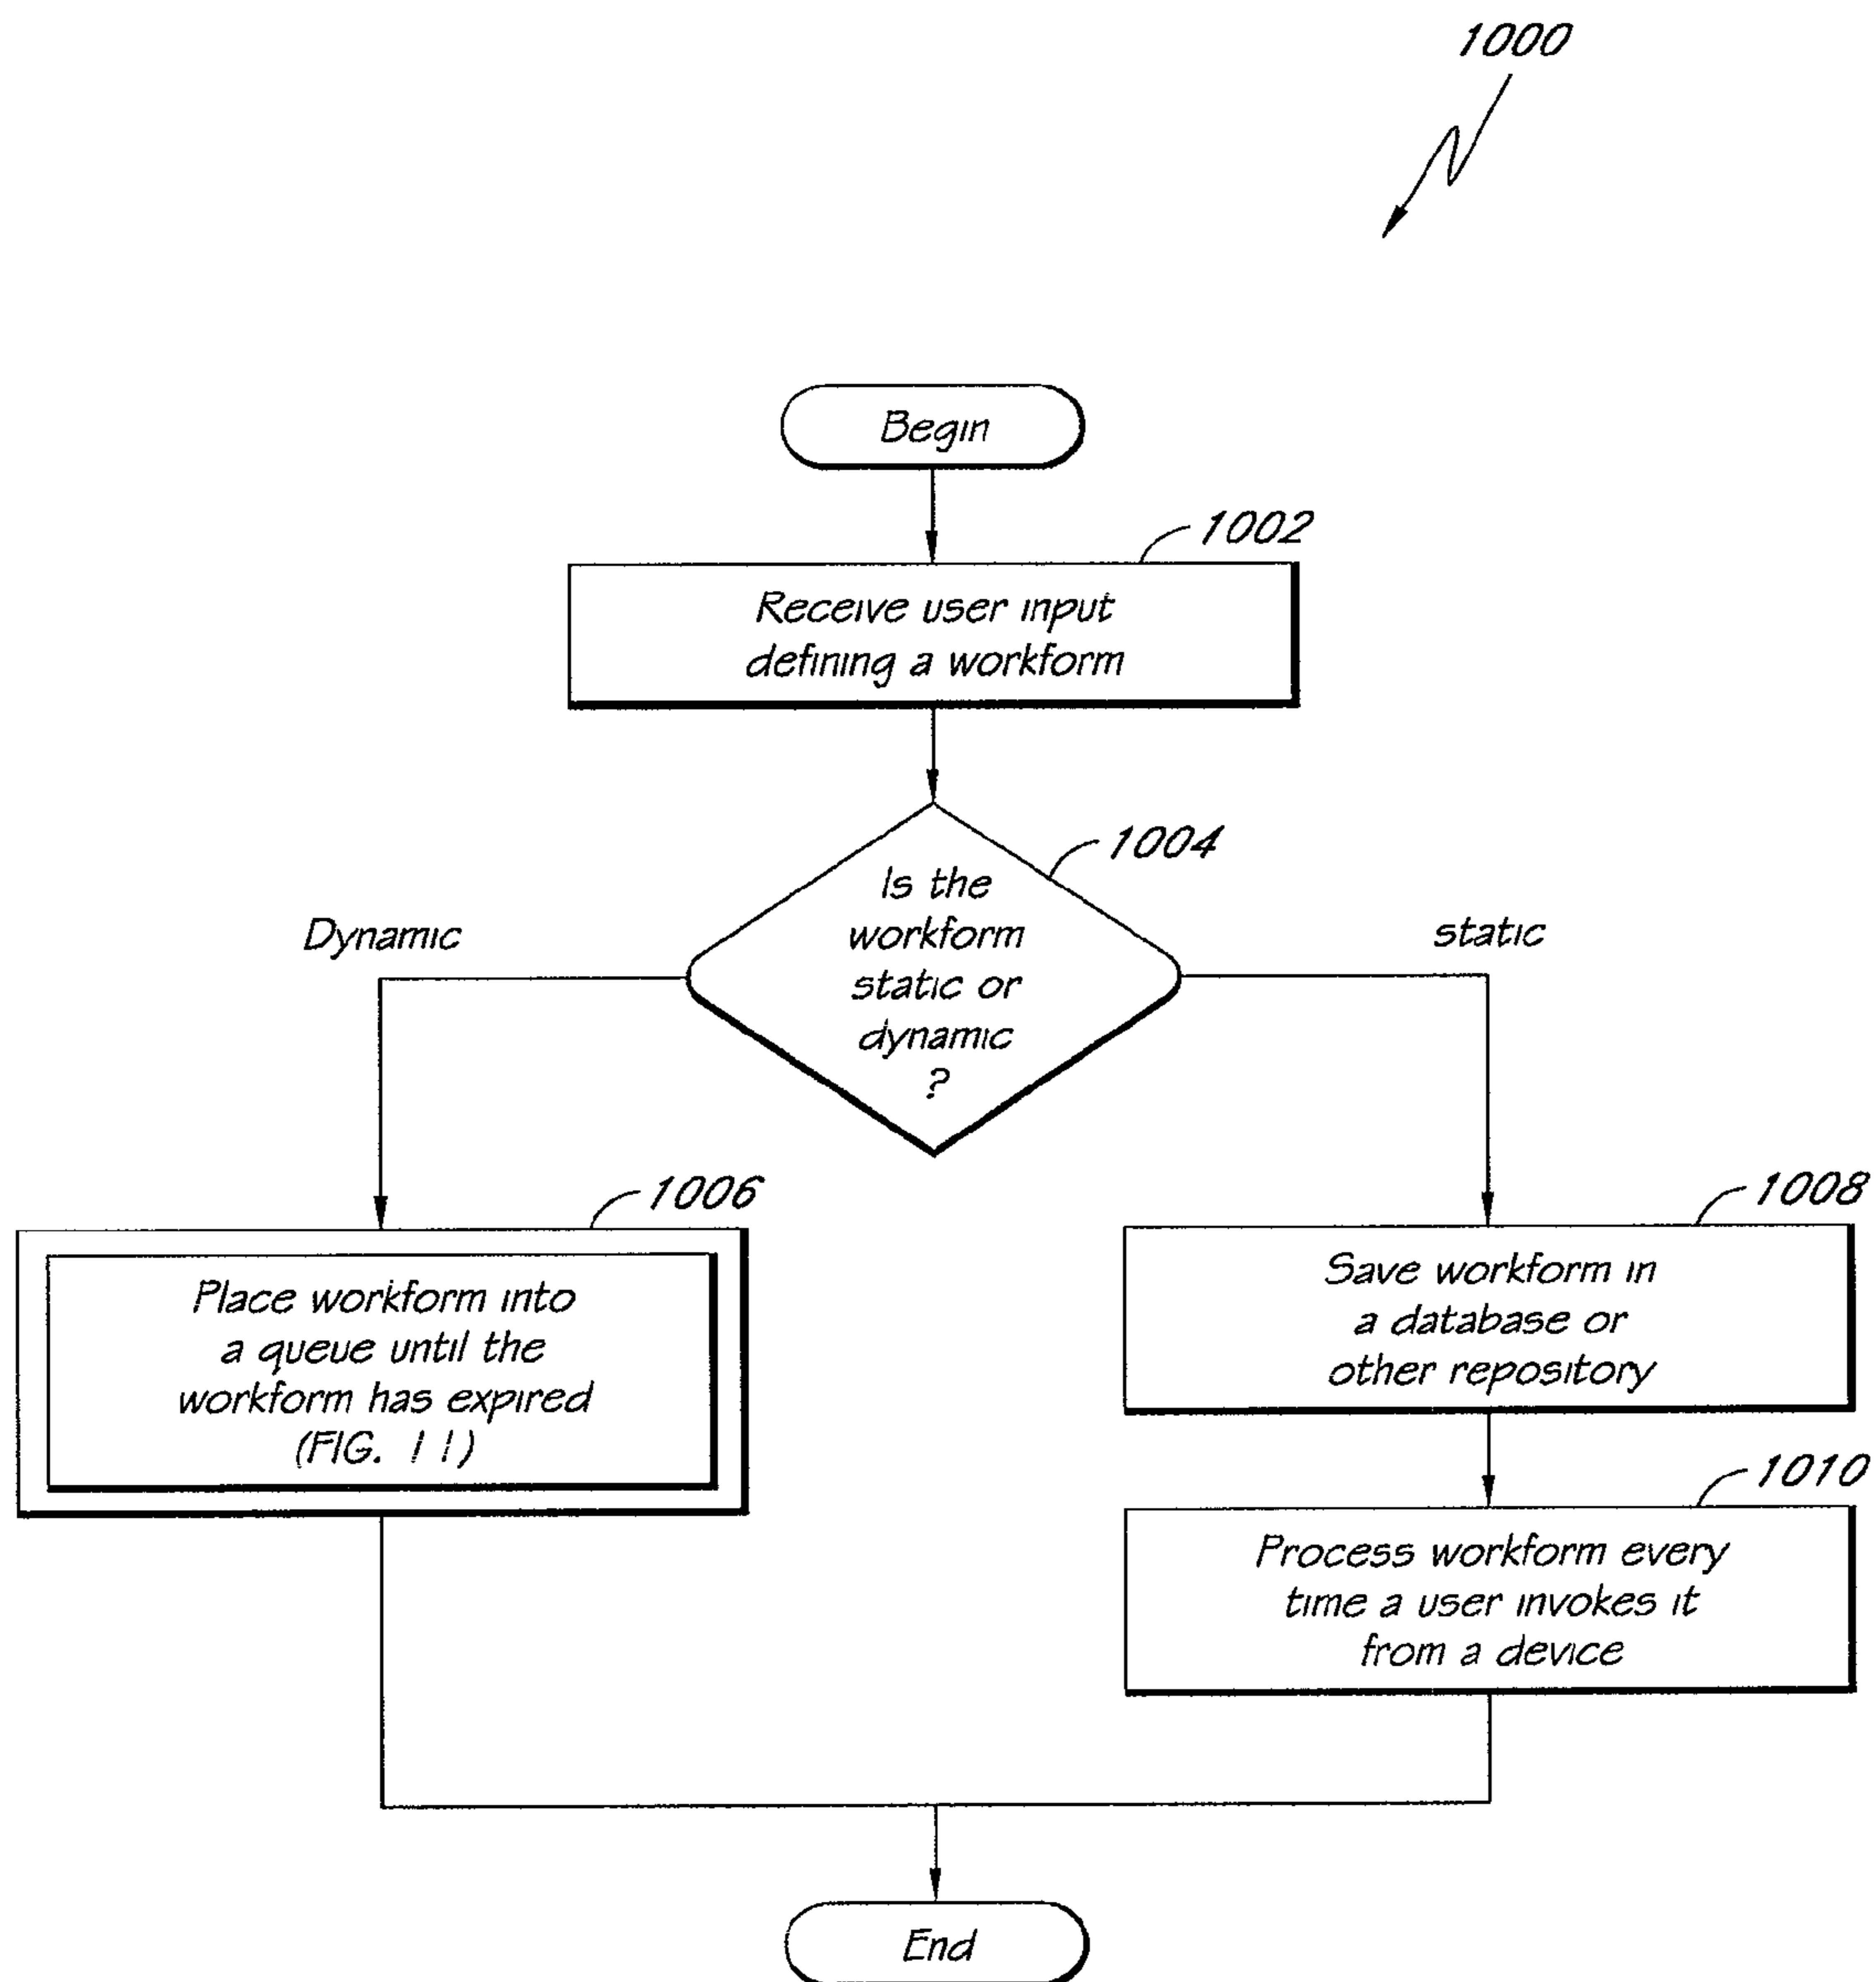 1000
Begin
1002
Receive user input
defining a workform
1004
Is the
workform
static or
dynamic
?
Dynamic
static
1006
Place workform into
a queue until the
workform has expired
(FIG. 11)
1008
Save workform in
a database or
other repository
1010
Process workform every
time a user invokes it
from a device
End